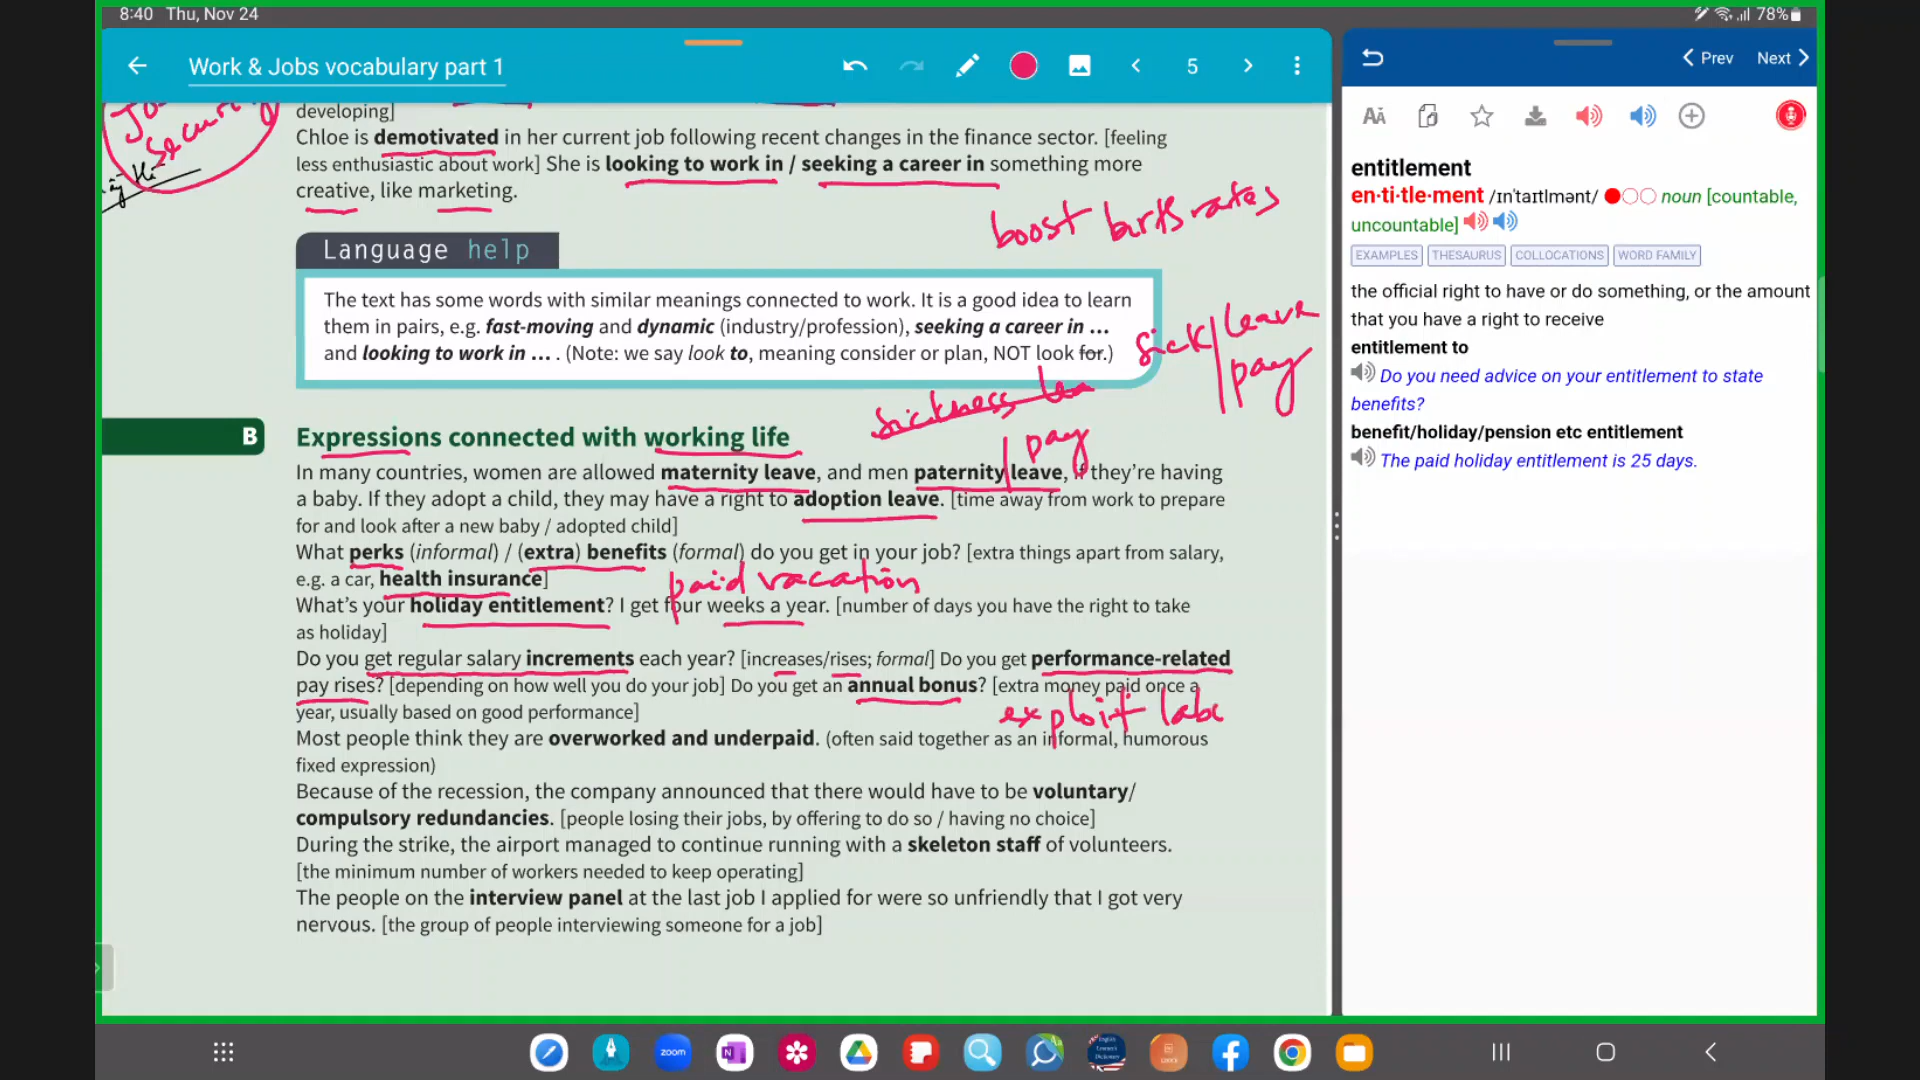 8:40 Thu, Nov 24
78%
Work & Jobs vocabulary part 1
5
developing]
Chloe is demotivated in her current job following recent changes in the finance sector. [feeling
less enthusiastic about work] She is looking to work in / seeking a career in something more
creative, like marketing.
security
boost birth rates
Language help
The text has some words with similar meanings connected to work. It is a good idea to learn
them in pairs, e.g. fast-moving and dynamic (industry/profession), seeking a career in ...
and looking to work in ... . (Note: we say look to, meaning consider or plan, NOT look for.)
sick/leave
pay
sickness lea
pay
B
Expressions connected with working life
In many countries, women are allowed maternity leave, and men paternity leave, if they're having
a baby. If they adopt a child, they may have a right to adoption leave. [time away from work to prepare
for and look after a new baby / adopted child]
What perks (informal) / (extra) benefits (formal) do you get in your job? [extra things apart from salary,
e.g. a car, health insurance]
paid vacation
What's your holiday entitlement? I get four weeks a year. [number of days you have the right to take
as holiday]
Do you get regular salary increments each year? [increases/rises; formal] Do you get performance-related
pay rises? [depending on how well you do your job] Do you get an annual bonus? [extra money paid once a
year, usually based on good performance]
exploit labo
Most people think they are overworked and underpaid. (often said together as an informal, humorous
fixed expression)
Because of the recession, the company announced that there would have to be voluntary/
compulsory redundancies. [people losing their jobs, by offering to do so / having no choice]
During the strike, the airport managed to continue running with a skeleton staff of volunteers.
[the minimum number of workers needed to keep operating]
The people on the interview panel at the last job I applied for were so unfriendly that I got very
nervous. [the group of people interviewing someone for a job]
Prev Next
entitlement
en·ti·tle·ment /ɪnˈtaɪtlmənt/ noun [countable,
uncountable]
EXAMPLES THESAURUS COLLOCATIONS WORD FAMILY
the official right to have or do something, or the amount
that you have a right to receive
entitlement to
Do you need advice on your entitlement to state
benefits?
benefit/holiday/pension etc entitlement
The paid holiday entitlement is 25 days.
zoom